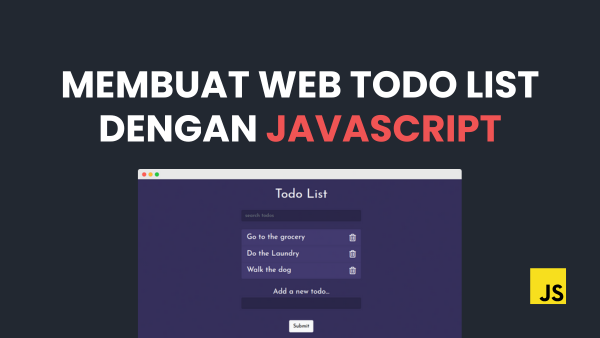 MEMBUAT WEB TODO LIST
DENGAN JAVASCRIPT
Todo List
search todos
Go to the grocery
Do the Laundry
Walk the dog
Add a new todo...
Submit
JS